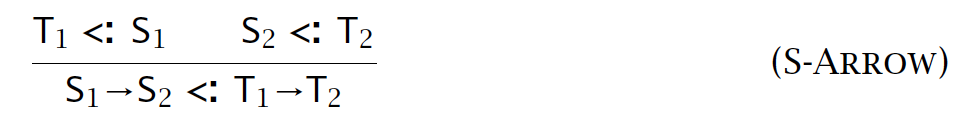 T₁ <: S₁ S₂ <: T₂
(S-ARROW)
S₁→S₂ <: T₁→T₂